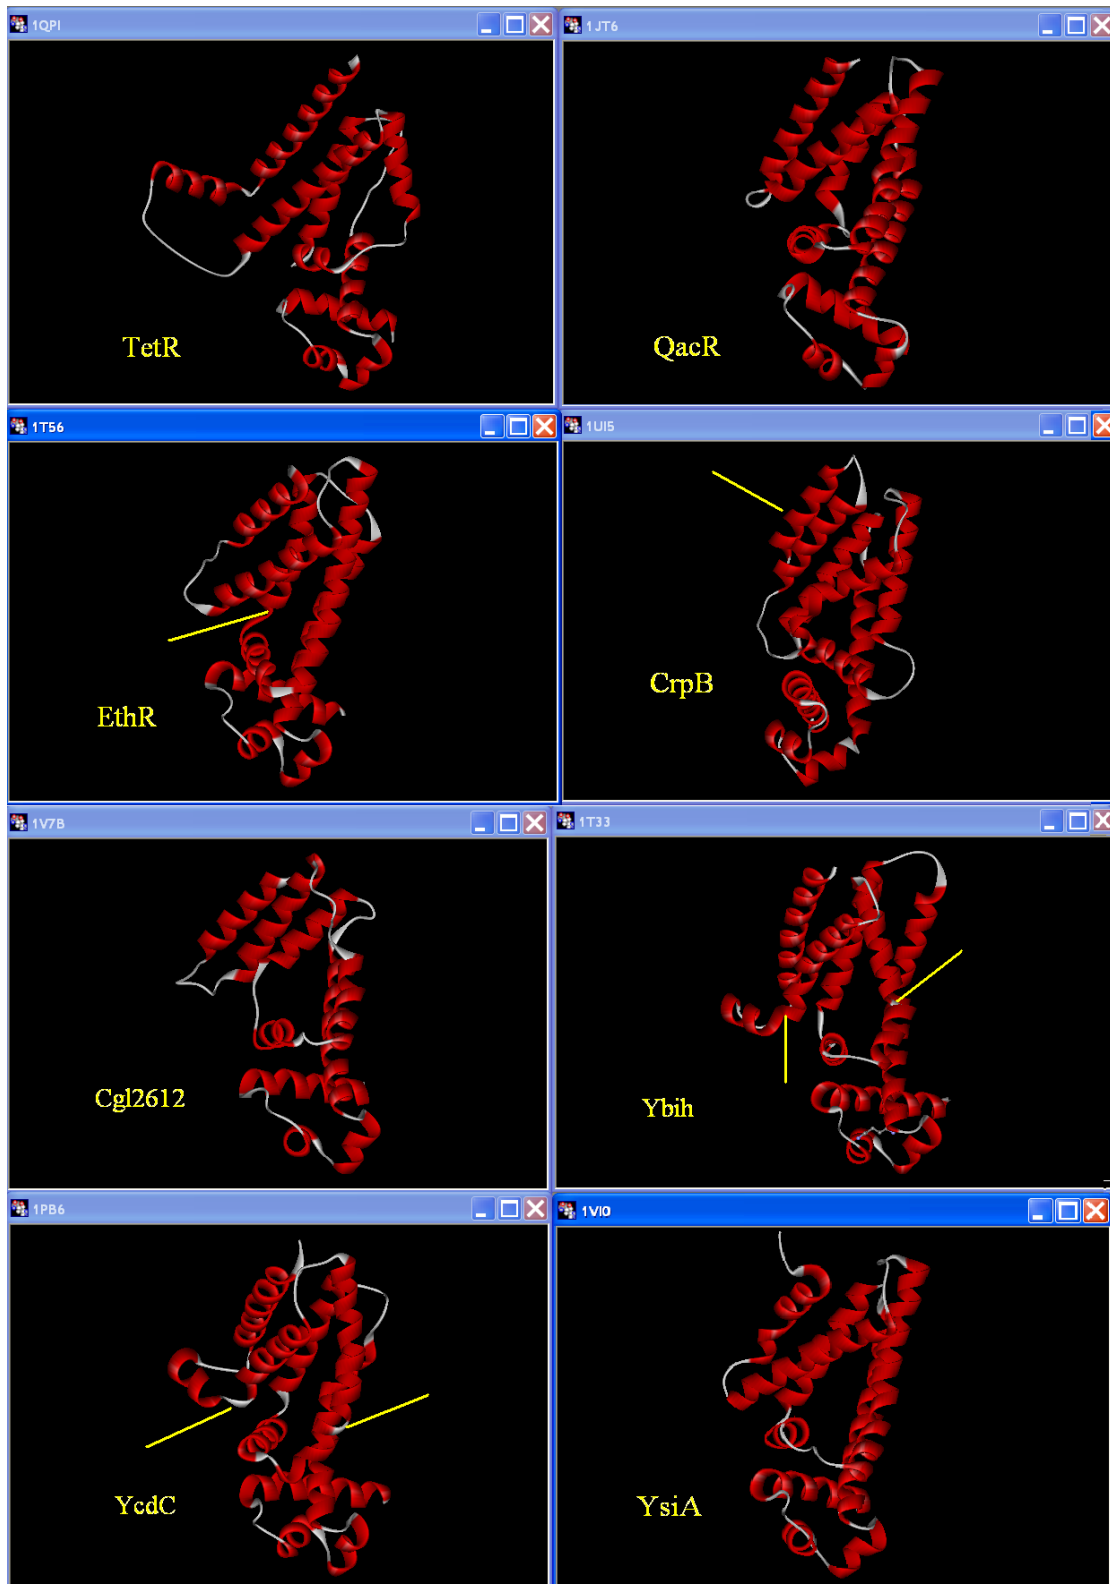 1QPI
1JT6
TetR
QacR
1T56
1UI5
EthR
CrpB
1V7B
1T33
Cgl2612
Ybih
1PB6
1VI0
YcdC
YsiA